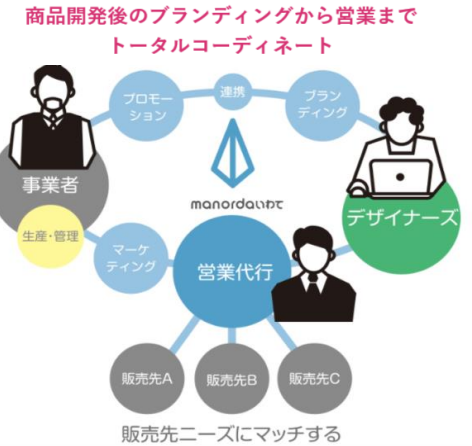 商品開発後のブランディングから営業まで
トータルコーディネート
プロモー
ション
連携
ブラン
ディング
事業者
manordaいわて
デザイナーズ
生産・管理
マーケ
ティング
営業代行
販売先A
販売先B
販売先C
販売先ニーズにマッチする